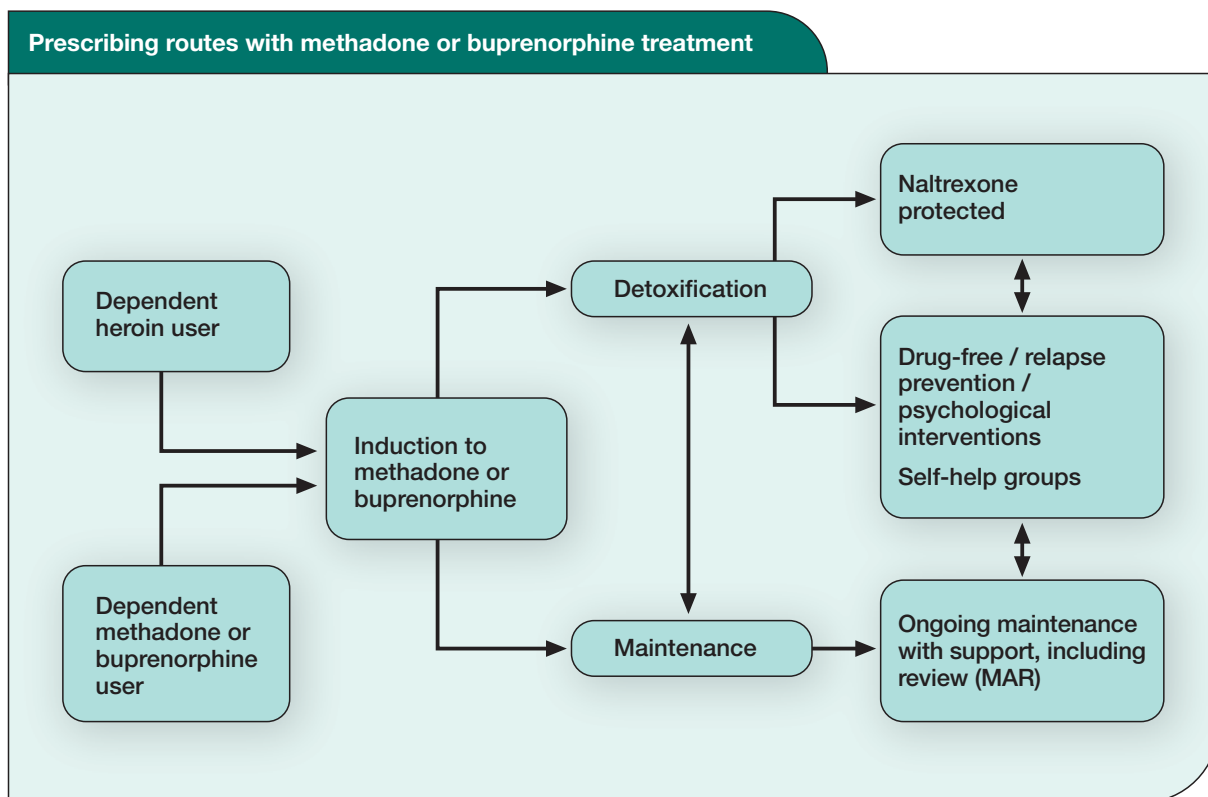 Prescribing routes with methadone or buprenorphine treatment
Dependent
heroin user
Dependent
methadone or
buprenorphine
user
Induction to
methadone or
buprenorphine
Detoxification
Maintenance
Naltrexone
protected
Drug-free / relapse
prevention /
psychological
interventions
Self-help groups
Ongoing maintenance
with support, including
review (MAR)